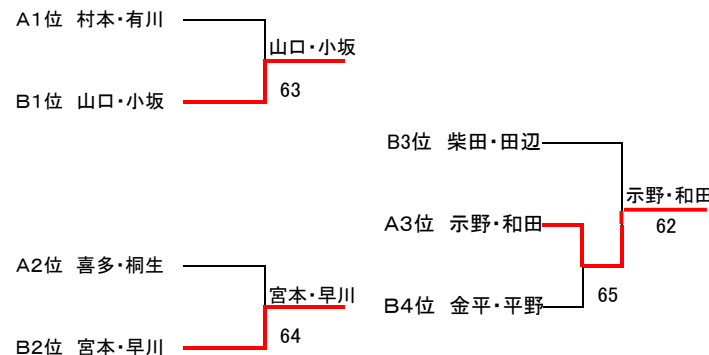 A1位 村本・有川
山口・小坂
63
B1位 山口・小坂
B3位 柴田・田辺
示野・和田
62
A3位 示野・和田
65
B4位 金平・平野
A2位 喜多・桐生
宮本・早川
64
B2位 宮本・早川